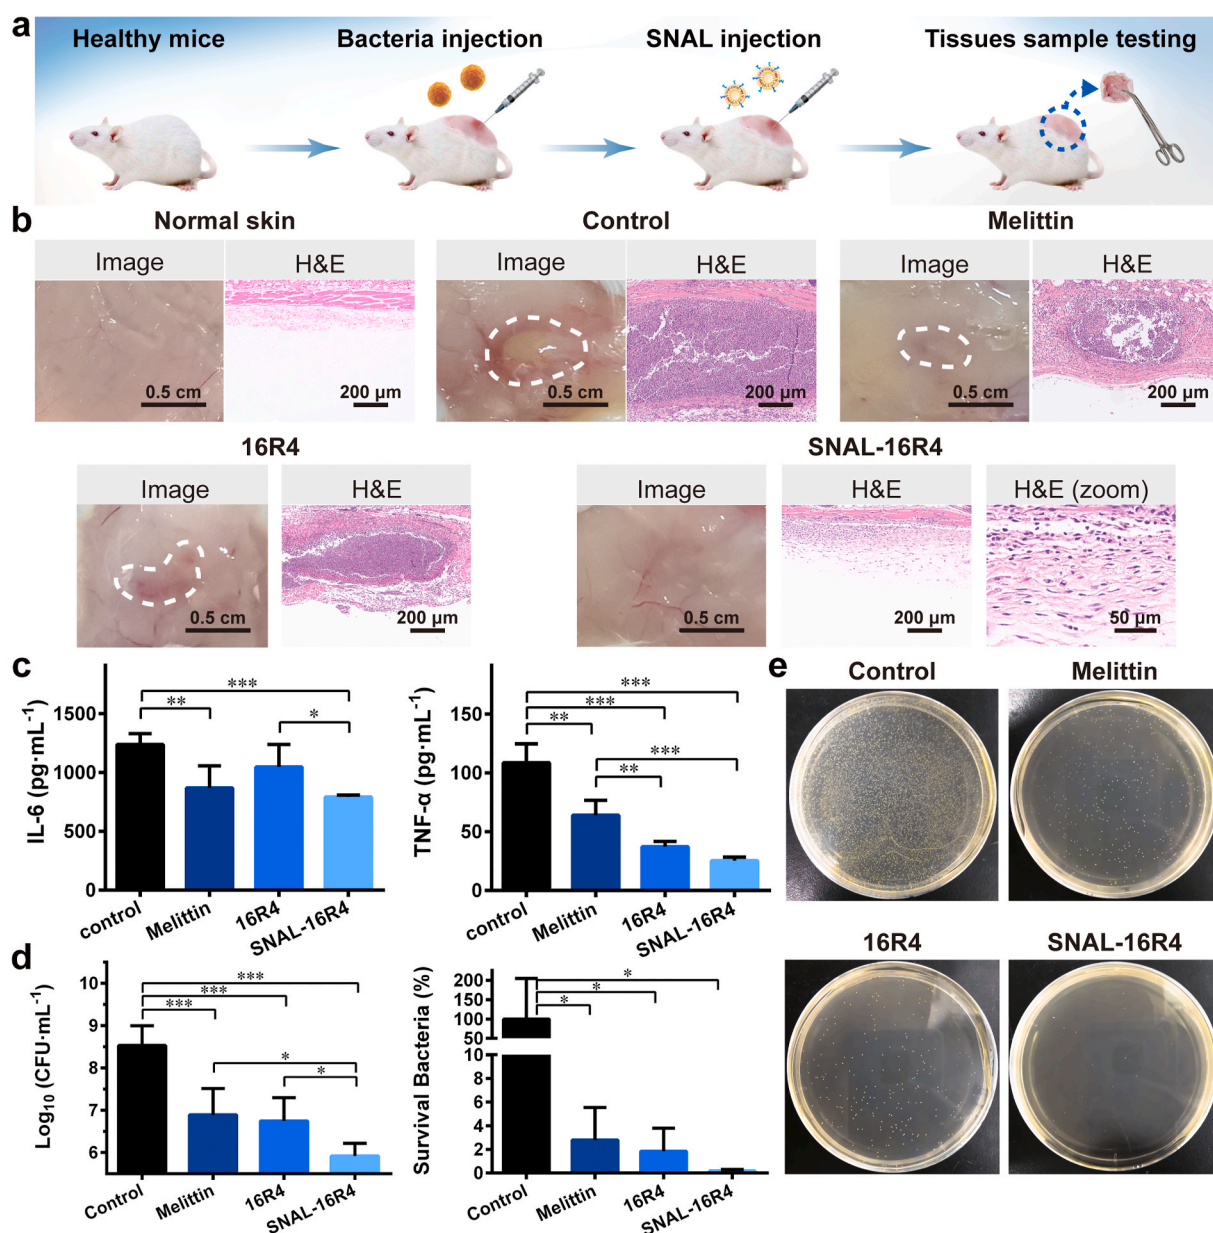 a
Healthy mice
Bacteria injection
SNAL injection
Tissues sample testing
b
Normal skin
Control
Melittin
Image
H&E
Image
H&E
Image
H&E
0.5 cm
200 μm
0.5 cm
200 μm
0.5 cm
200 μm
16R4
SNAL-16R4
Image
H&E
Image
H&E
H&E (zoom)
0.5 cm
200 μm
0.5 cm
200 μm
50 μm
c
IL-6 (pg·mL⁻¹)
1500
1000
500
0
***
**
*
control
Melittin
16R4
SNAL-16R4
TNF-α (pg·mL⁻¹)
150
100
50
0
***
***
**
***
**
control
Melittin
16R4
SNAL-16R4
d
Log₁₀ (CFU·mL⁻¹)
10
9
8
7
6
***
***
***
*
*
Control
Melittin
16R4
SNAL-16R4
Survival Bacteria (%)
200
150
100
50
10
8
6
4
2
0
*
*
*
Control
Melittin
16R4
SNAL-16R4
e
Control
Melittin
16R4
SNAL-16R4